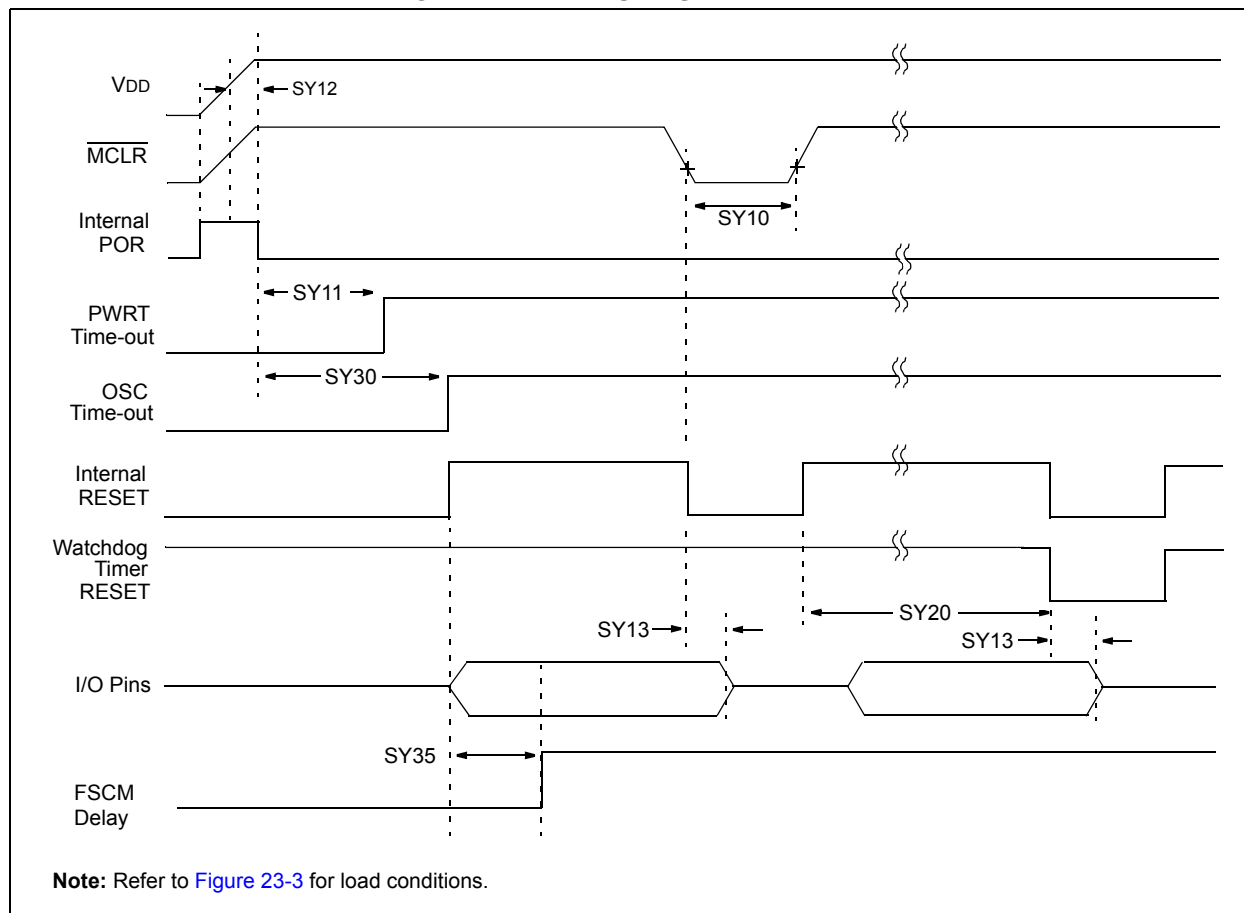 VDD
SY12
MCLR
SY10
Internal
POR
SY11
PWRT
Time-out
SY30
OSC
Time-out
Internal
RESET
Watchdog
Timer
RESET
SY20
SY13
SY13
I/O Pins
SY35
FSCM
Delay
Note: Refer to Figure 23-3 for load conditions.